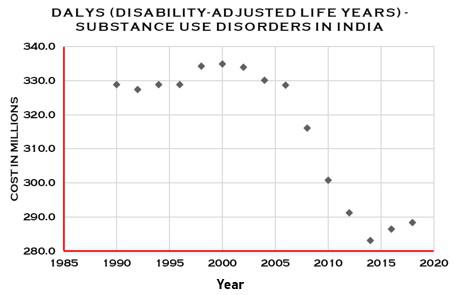 DALYS (DISABILITY-ADJUSTED LIFE YEARS) -
SUBSTANCE USE DISORDERS IN INDIA
COST IN MILLIONS
340.0
330.0
320.0
310.0
300.0
290.0
280.0
1985 1990 1995 2000 2005 2010 2015 2020
Year